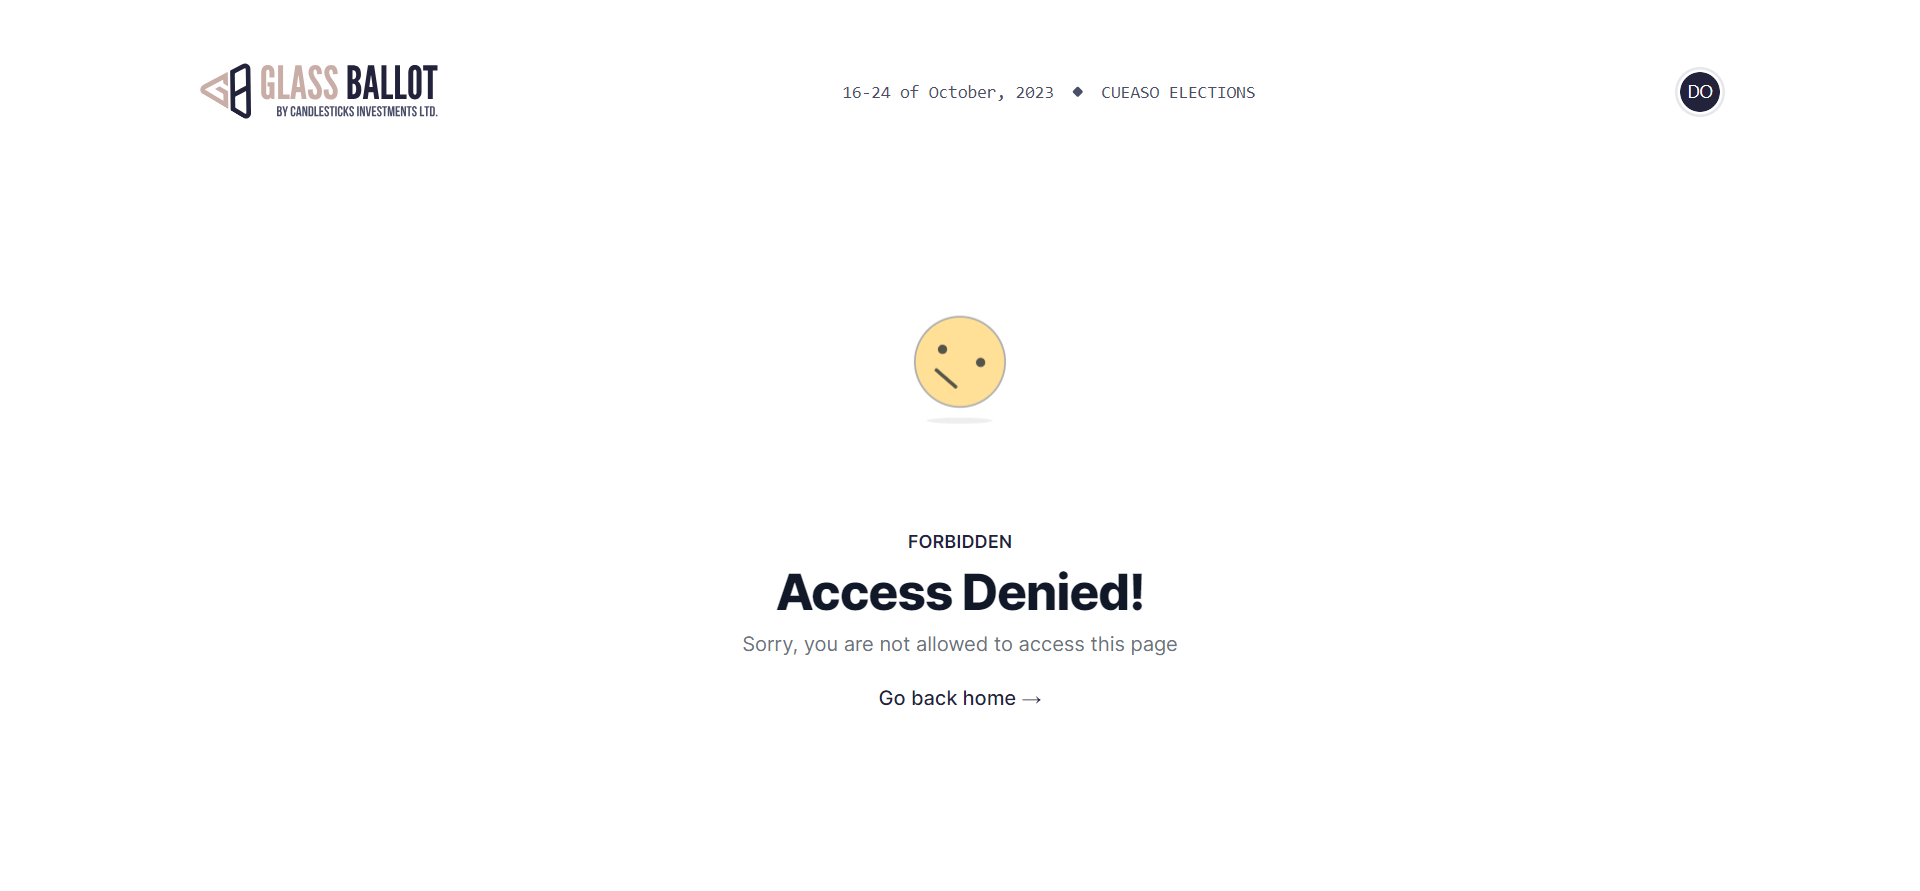 GLASS BALLOT
BY CANDLESTICKS INVESTMENTS LTD.
16-24 of October, 2023 ◆ CUEASO ELECTIONS
DO
FORBIDDEN
Access Denied!
Sorry, you are not allowed to access this page
Go back home →